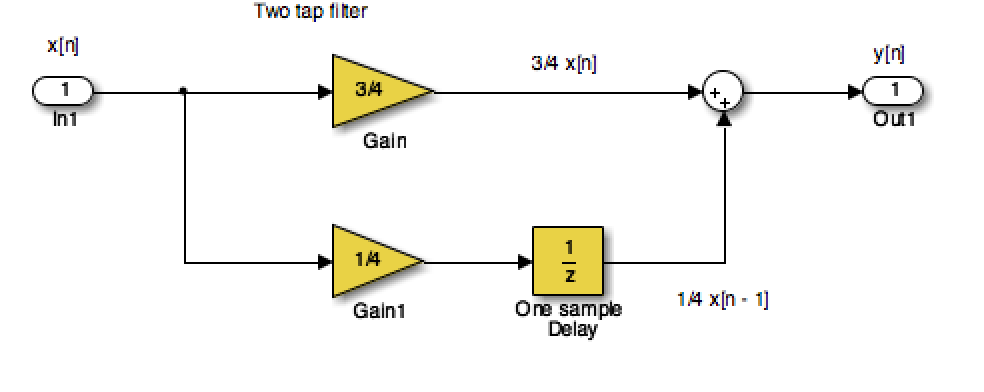 Two tap filter
x[n]
1
In1
3/4
Gain
3/4 x[n]
+
+
y[n]
1
Out1
1/4
Gain1
1
z
One sample
Delay
1/4 x[n - 1]